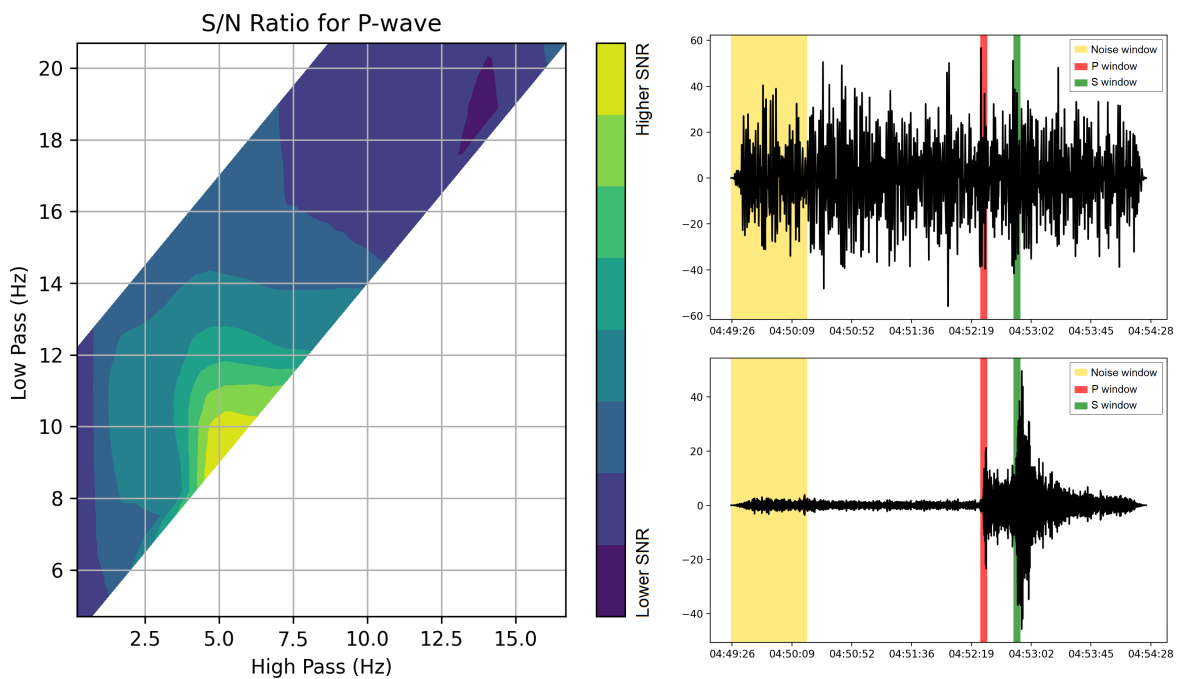 S/N Ratio for P-wave
Low Pass (Hz)
20
18
16
14
12
10
8
6
2.5 5.0 7.5 10.0 12.5 15.0
High Pass (Hz)
Higher SNR
Lower SNR
60
40
20
0
−20
−40
−60
Noise window
P window
S window
04:49:26 04:50:09 04:50:52 04:51:36 04:52:19 04:53:02 04:53:45 04:54:28
40
20
0
−20
−40
Noise window
P window
S window
04:49:26 04:50:09 04:50:52 04:51:36 04:52:19 04:53:02 04:53:45 04:54:28